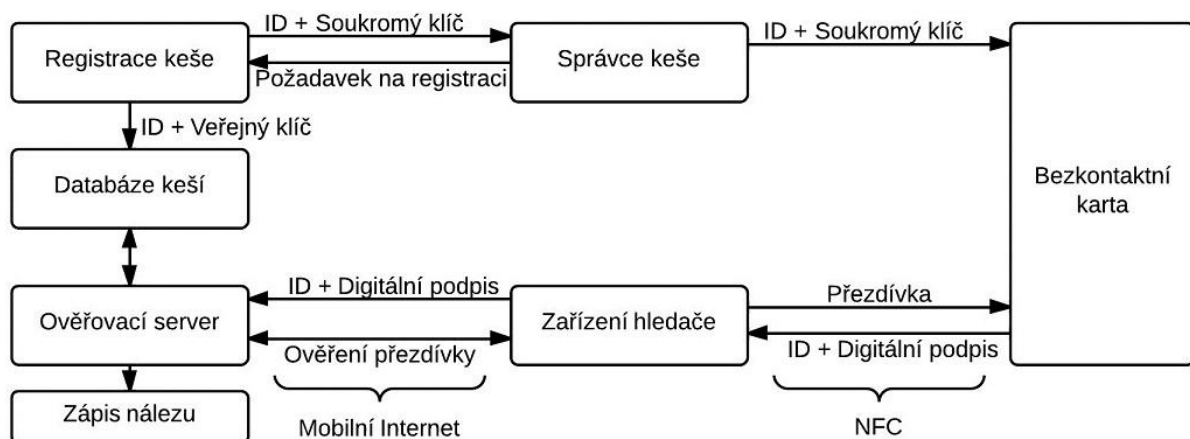 ID + Soukromý klíč
ID + Soukromý klíč
Registrace keše
Správce keše
Požadavek na registraci
ID + Veřejný klíč
Databáze keší
Bezkontaktní
karta
ID + Digitální podpis
Přezdívka
Ověřovací server
Zařízení hledače
Ověření přezdívky
ID + Digitální podpis
Zápis nálezu
Mobilní Internet
NFC